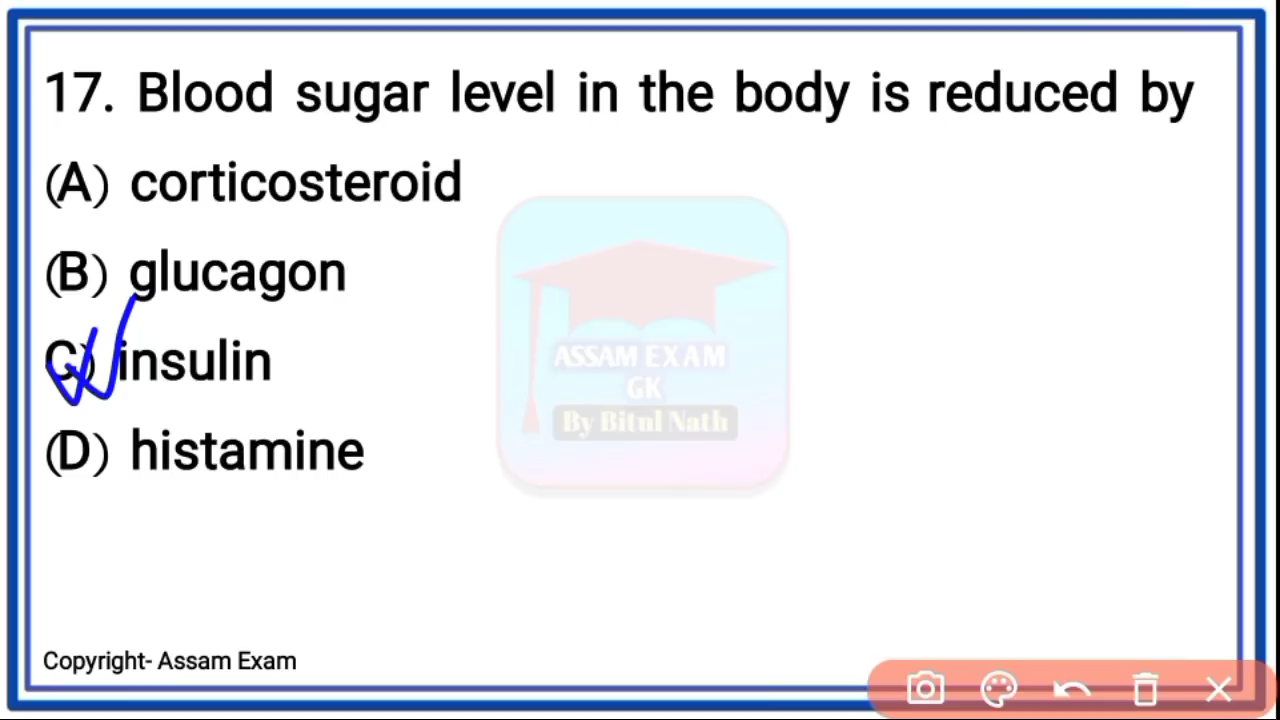 17. Blood sugar level in the body is reduced by
(A) corticosteroid
(B) glucagon
(C) insulin
(D) histamine
ASSAM EXAM
GK
By Bitul Nath
Copyright- Assam Exam